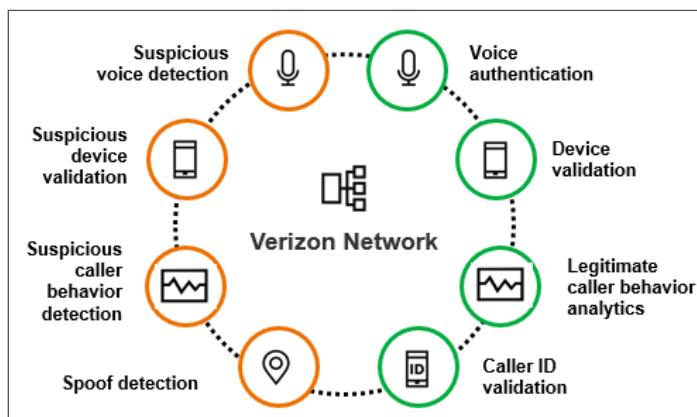 Suspicious
voice detection
Voice
authentication
Suspicious
device
validation
Device
validation
Verizon Network
Suspicious
caller
behavior
detection
Legitimate
caller behavior
analytics
Spoof detection
ID
Caller ID
validation